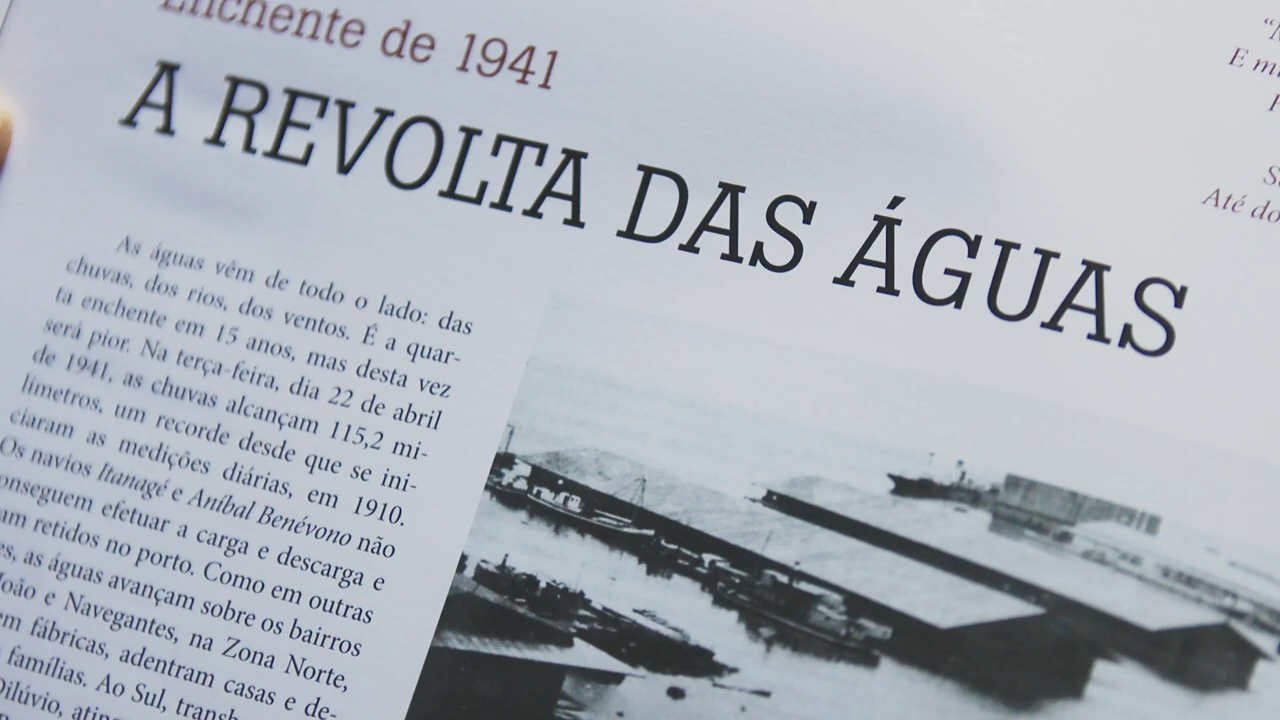 Enchente de 1941
A REVOLTA DAS ÁGUAS
As águas vêm de todo o lado: das
chuvas, dos rios, dos ventos. É a quar-
ta enchente em 15 anos, mas desta vez
será pior. Na terça-feira, dia 22 de abril
de 1941, as chuvas alcançam 115,2 mi-
límetros, um recorde desde que se ini-
ciaram as medições diárias, em 1910.
Os navios Itanagé e Aníbal Benévono não
conseguem efetuar a carga e descarga e
retidos no porto. Como em outras
as águas avançam sobre os bairros
João e Navegantes, na Zona Norte,
fábricas, adentram casas e de-
famílias. Ao Sul,
Dilúvio,
E
Até do